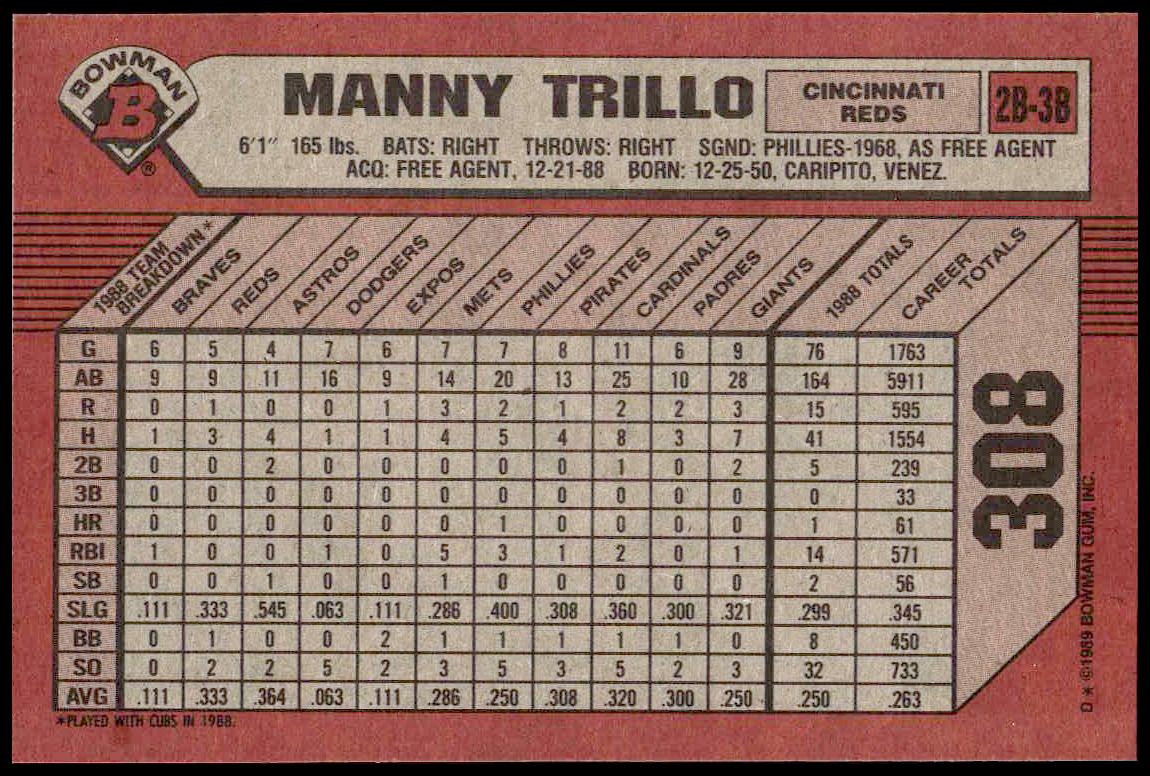 BOWMAN
B
®
MANNY TRILLO
CINCINNATI
REDS
2B-3B
6'1" 165 lbs. BATS: RIGHT THROWS: RIGHT SGND: PHILLIES-1968, AS FREE AGENT
ACQ: FREE AGENT, 12-21-88 BORN: 12-25-50, CARIPITO, VENEZ.
1988 TEAM BREAKDOWN* BRAVES REDS ASTROS DODGERS EXPOS METS PHILLIES PIRATES CARDINALS PADRES GIANTS 1988 TOTALS CAREER TOTALS
G 6 5 4 7 6 7 7 8 11 6 9 76 1763
AB 9 9 11 16 9 14 20 13 25 10 28 164 5911
R 0 1 0 0 1 3 2 1 2 2 3 15 595
H 1 3 4 1 1 4 5 4 8 3 7 41 1554
2B 0 0 2 0 0 0 0 0 1 0 2 5 239
3B 0 0 0 0 0 0 0 0 0 0 0 0 33
HR 0 0 0 0 0 0 1 0 0 0 0 1 61
RBI 1 0 0 1 0 5 3 1 2 0 1 14 571
SB 0 0 1 0 0 1 0 0 0 0 0 2 56
SLG .111 .333 .545 .063 .111 .286 .400 .308 .360 .300 .321 .299 .345
BB 0 1 0 0 2 1 1 1 1 1 0 8 450
SO 0 2 2 5 2 3 5 3 5 2 3 32 733
AVG .111 .333 .364 .063 .111 .286 .250 .308 .320 .300 .250 .250 .263
*PLAYED WITH CUBS IN 1988.
308
D*©1989 BOWMAN GUM, INC.